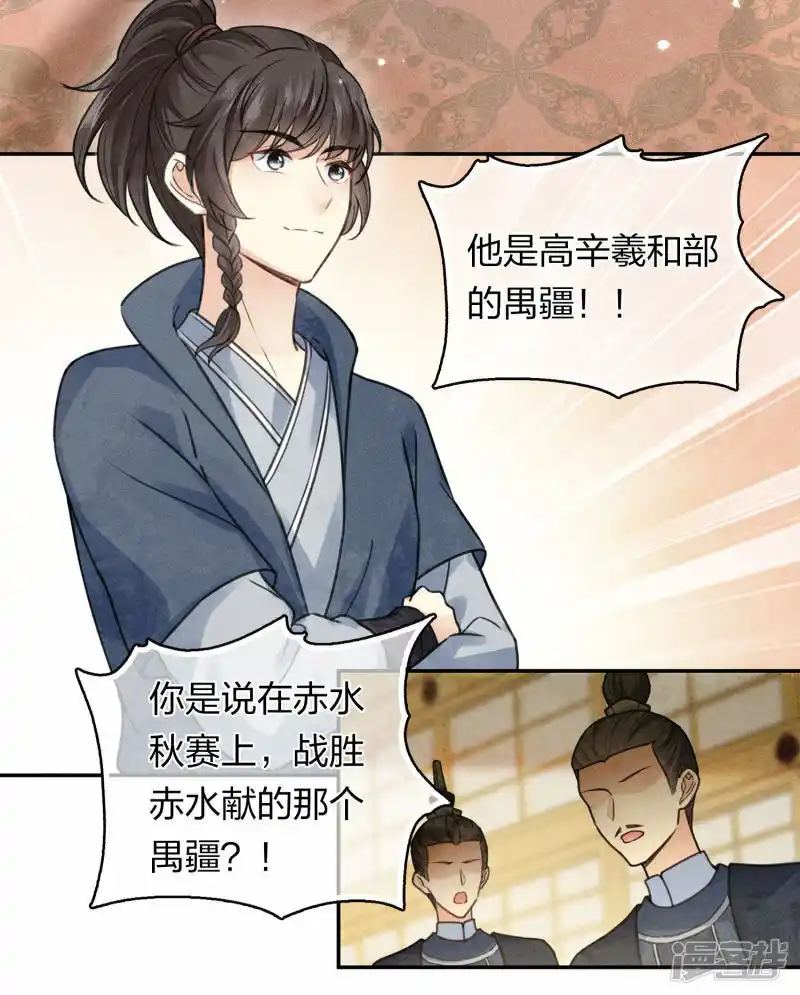 他是高辛羲和部
的禺疆！！
你是说在赤水
秋赛上，战胜
赤水献的那个
禺疆？！
漫客栈